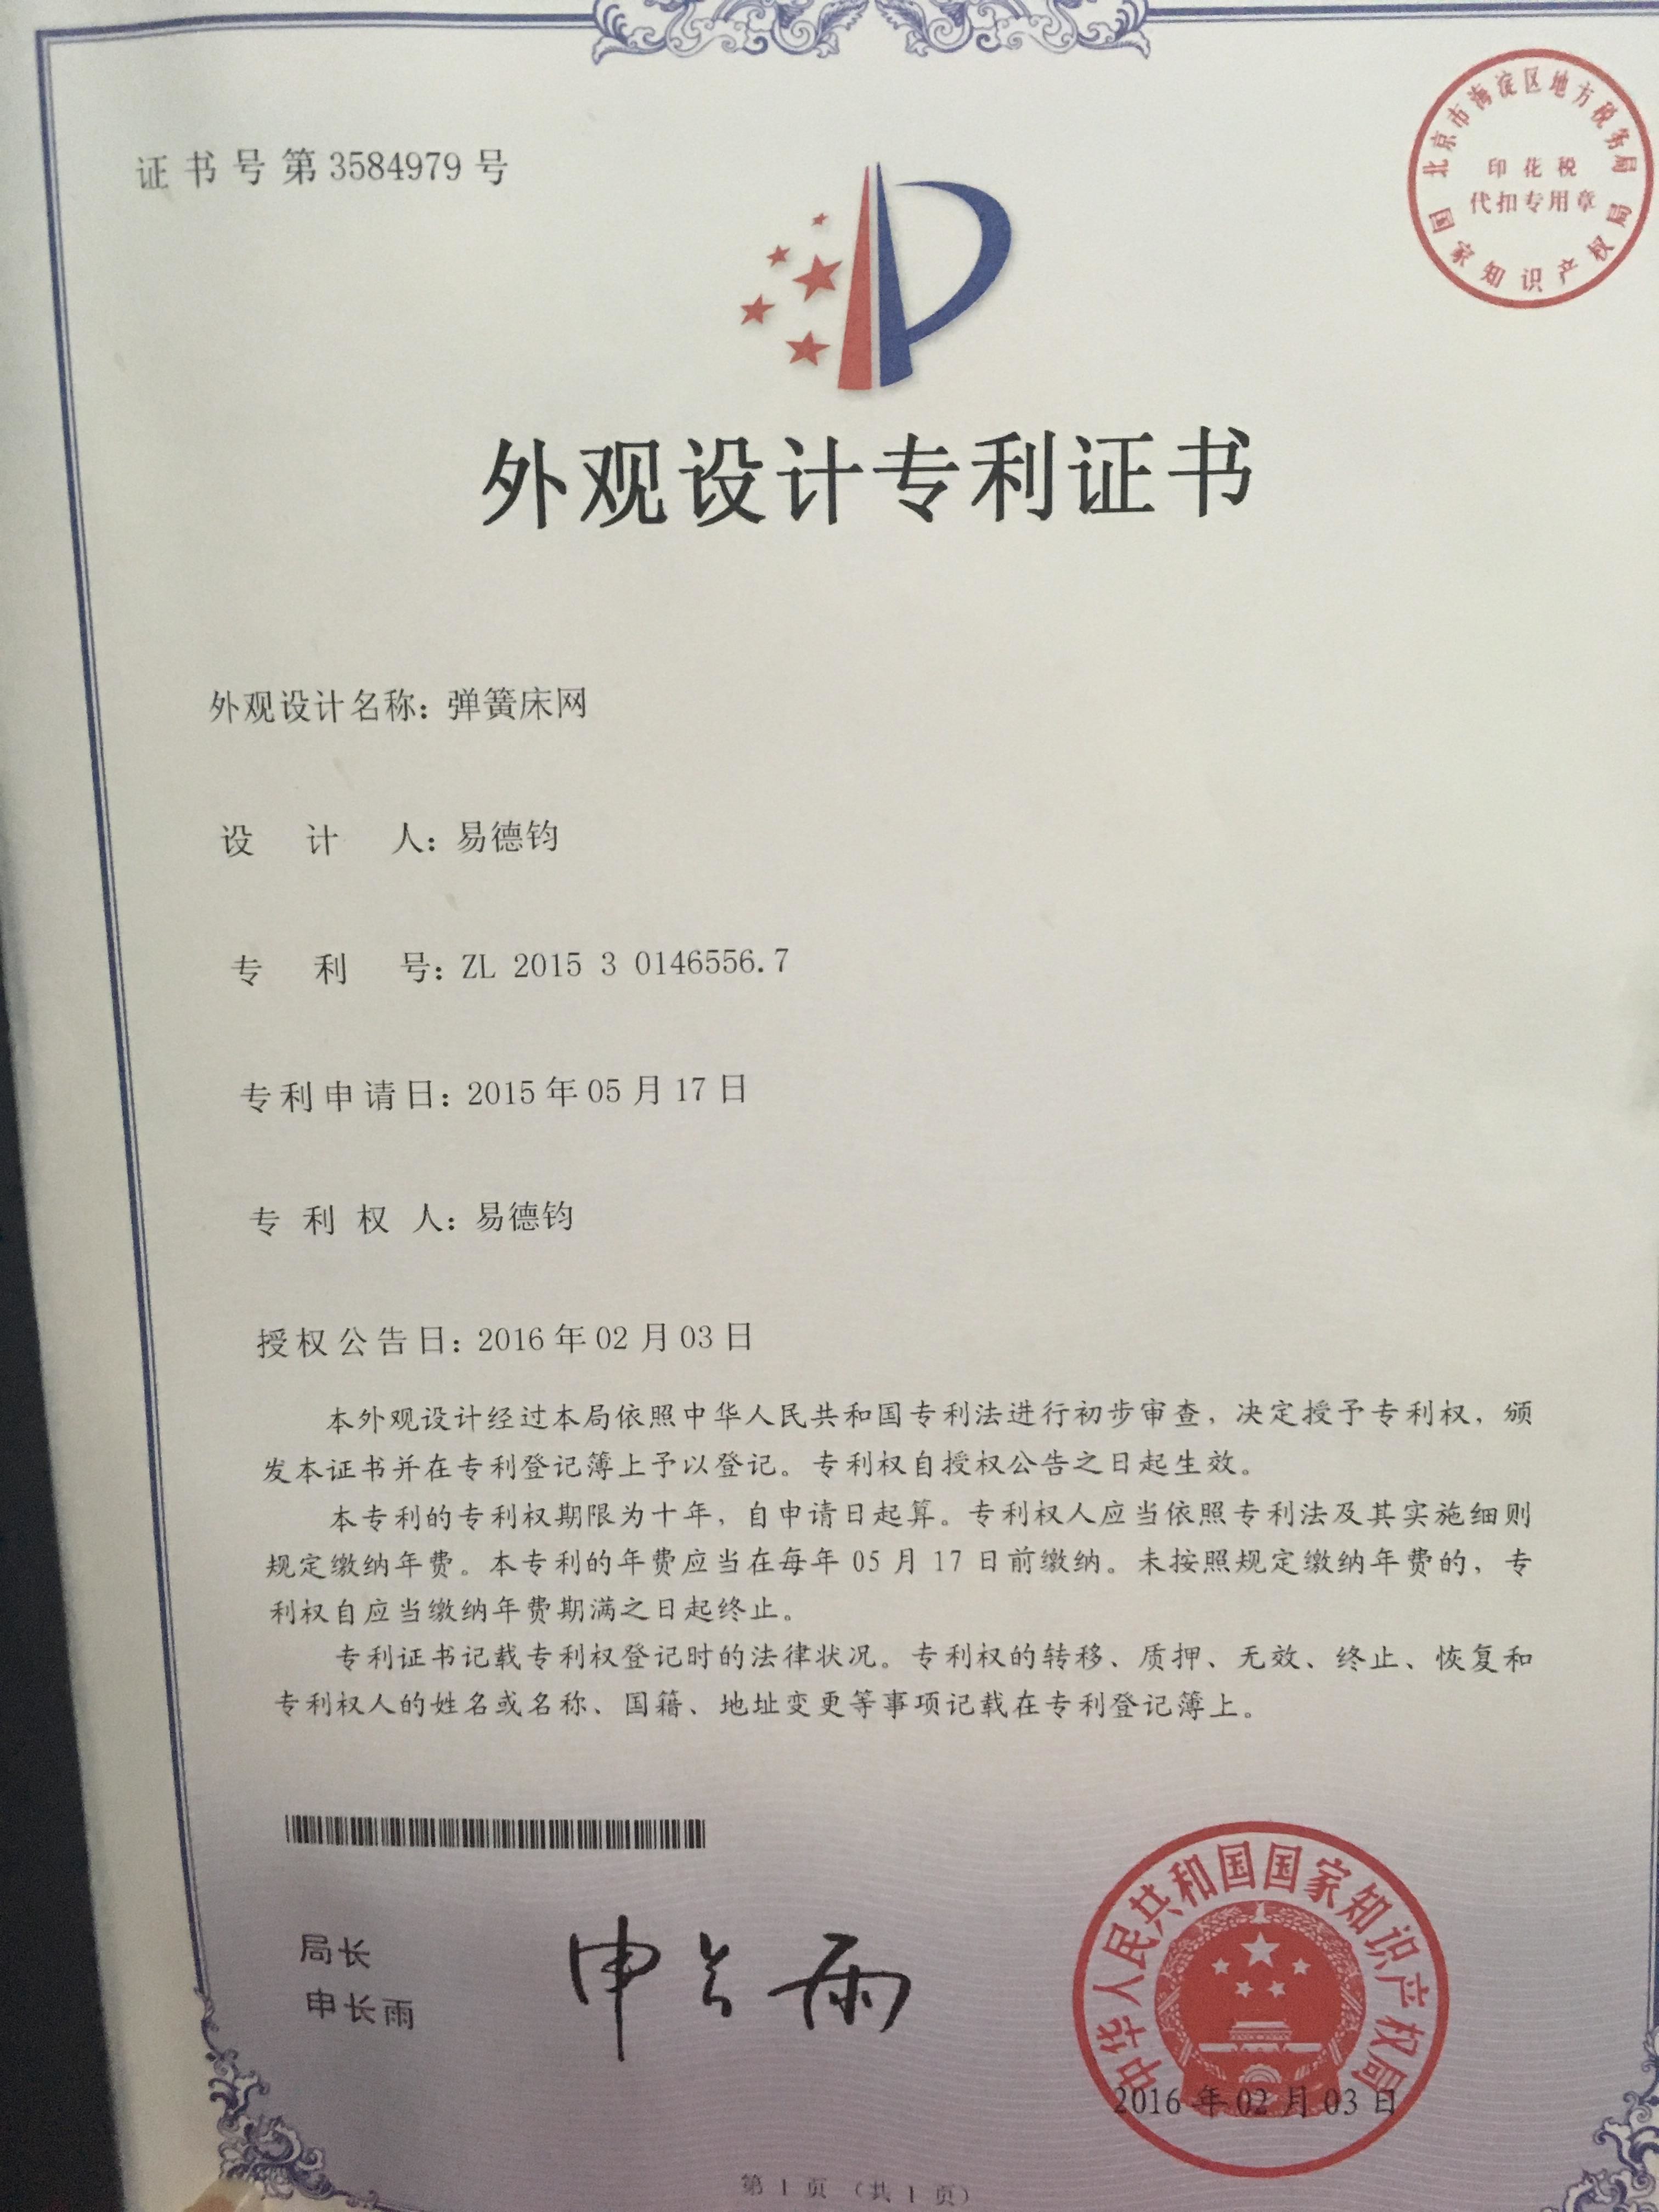 证书号第3584979号
北京市海淀区地方税务局
印花税
代扣专用章
国家知识产权局
外观设计专利证书
外观设计名称：弹簧床网
设计人：易德钧
专利号：ZL 2015 3 0146556.7
专利申请日：2015年05月17日
专利权人：易德钧
授权公告日：2016年02月03日
本外观设计经过本局依照中华人民共和国专利法进行初步审查，决定授予专利权，颁
发本证书并在专利登记簿上予以登记。专利权自授权公告之日起生效。
本专利的专利权期限为十年，自申请日起算。专利权人应当依照专利法及其实施细则
规定缴纳年费。本专利的年费应当在每年 05 月 17 日前缴纳。未按照规定缴纳年费的，专
利权自应当缴纳年费期满之日起终止。
专利证书记载专利权登记时的法律状况。专利权的转移、质押、无效、终止、恢复和
专利权人的姓名或名称、国籍、地址变更等事项记载在专利登记簿上。
局长
申长雨
申长雨
中华人民共和国国家知识产权局
2016年02月03日
第1页（共1页）